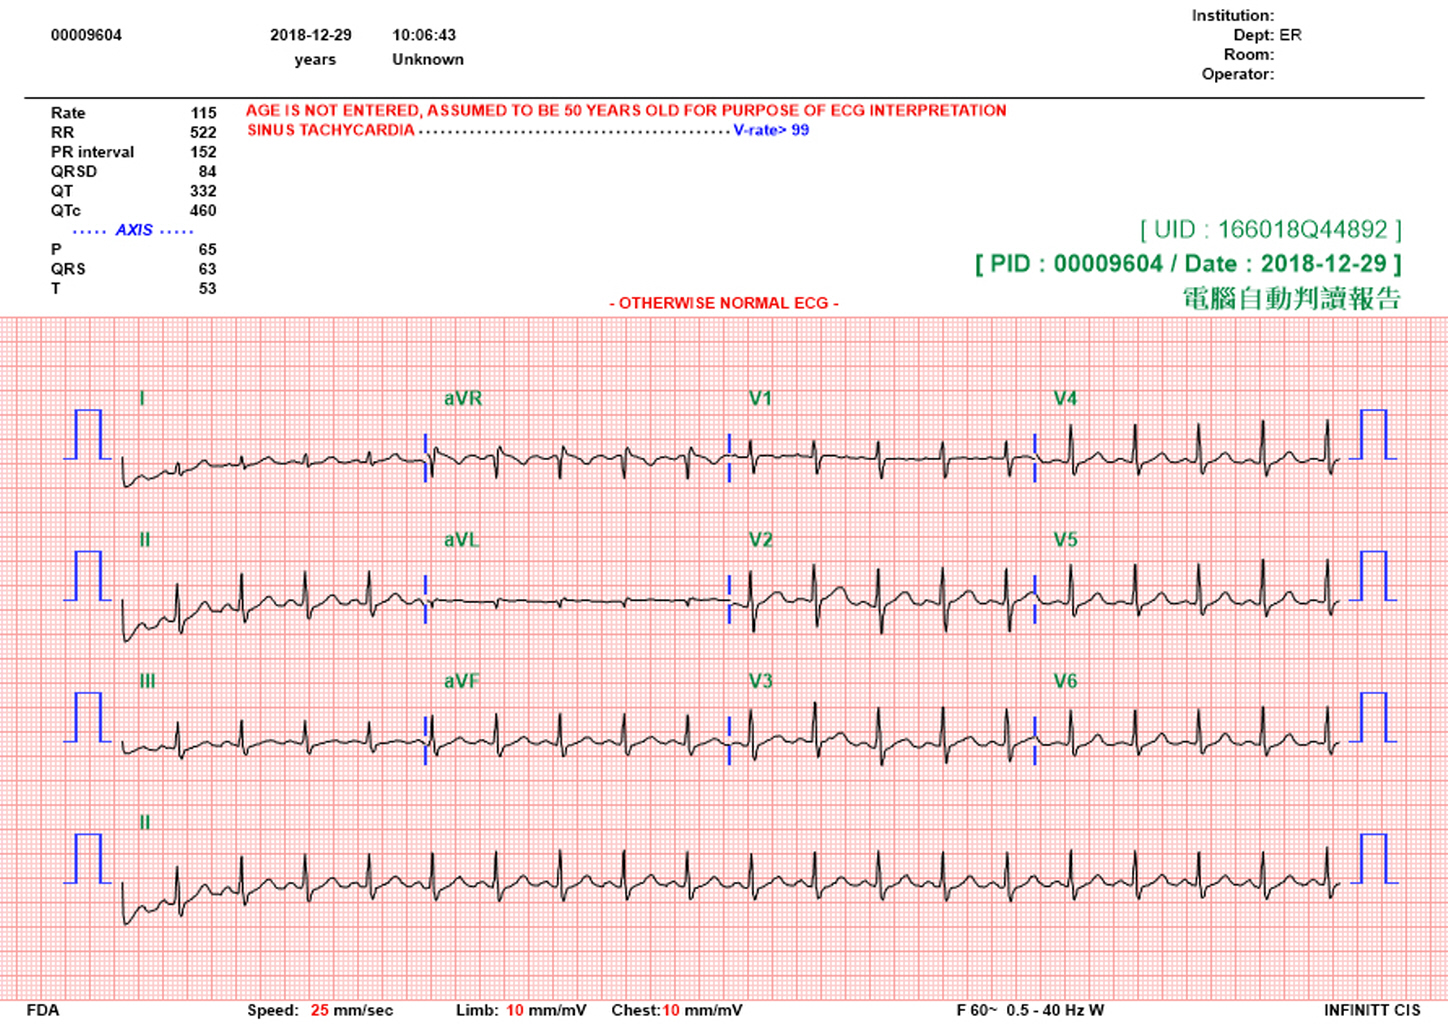 Institution:
00009604 2018-12-29 10:06:43 Dept: ER
years Unknown Room:
Operator:
Rate 115 AGE IS NOT ENTERED, ASSUMED TO BE 50 YEARS OLD FOR PURPOSE OF ECG INTERPRETATION
RR 522 SINUS TACHYCARDIA ....................................... V-rate> 99
PR interval 152
QRSD 84
QT 332
QTc 460
..... AXIS .....
[ UID : 166018Q44892 ]
P 65
[ PID : 00009604 / Date : 2018-12-29 ]
QRS 63
T 53
電腦自動判讀報告
- OTHERWISE NORMAL ECG -
I aVR V1 V4
II aVL V2 V5
III aVF V3 V6
II
FDA Speed: 25 mm/sec Limb: 10 mm/mV Chest:10 mm/mV F 60~ 0.5 - 40 Hz W INFINITT CIS